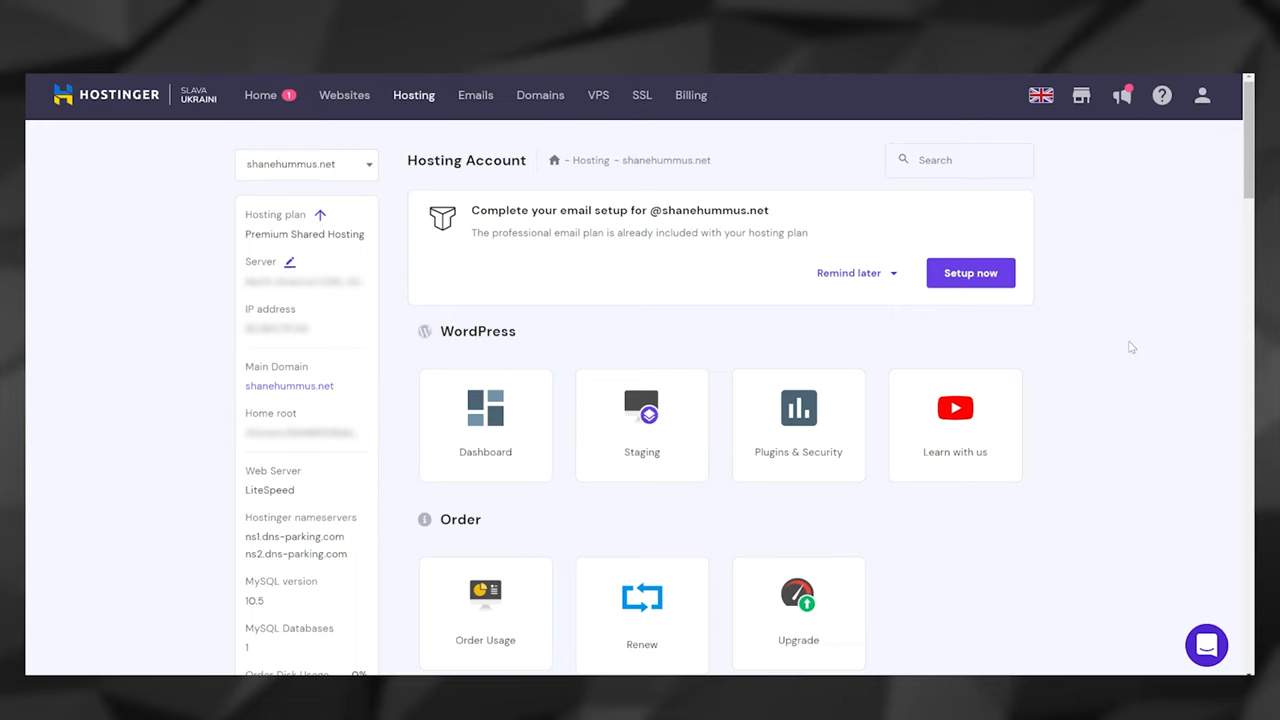 HOSTINGER
SLAVA
UKRAINI
Home 1
Websites
Hosting
Emails
Domains
VPS
SSL
Billing
shanehummus.net
Hosting plan
Premium Shared Hosting
Server
IP address
Main Domain
shanehummus.net
Home root
Web Server
LiteSpeed
Hostinger nameservers
ns1.dns-parking.com
ns2.dns-parking.com
MySQL version
10.5
MySQL Databases
1
Order Disk Usage 0%
Hosting Account
- Hosting - shanehummus.net
Search
Complete your email setup for @shanehummus.net
The professional email plan is already included with your hosting plan
Remind later
Setup now
WordPress
Dashboard
Staging
Plugins & Security
Learn with us
Order
Order Usage
Renew
Upgrade